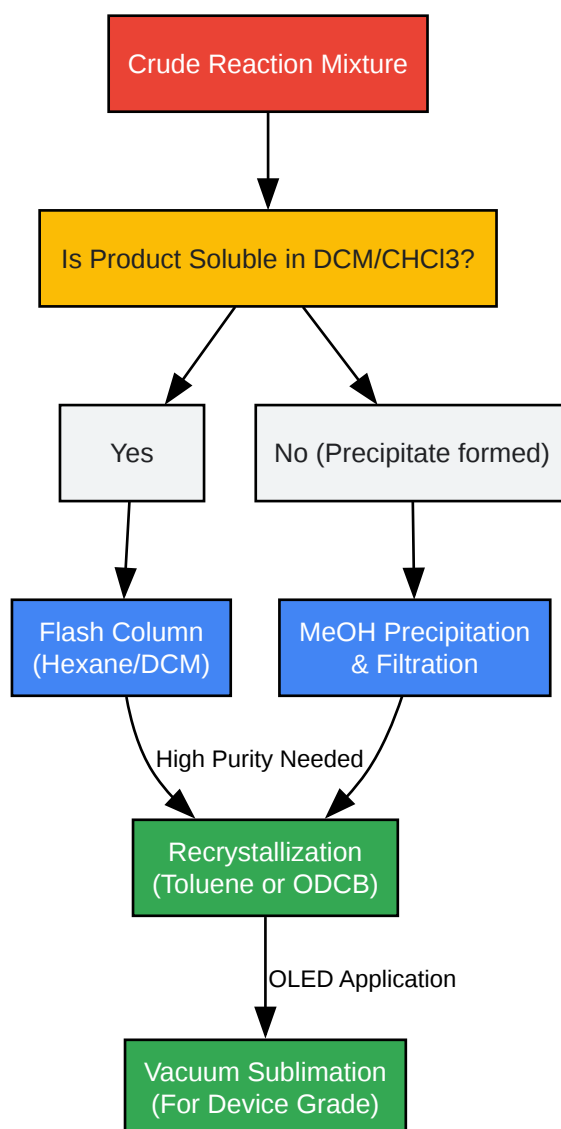 Crude Reaction Mixture
Is Product Soluble in DCM/CHCl3?
Yes
No (Precipitate formed)
Flash Column
(Hexane/DCM)
MeOH Precipitation
& Filtration
High Purity Needed
Recrystallization
(Toluene or ODCB)
OLED Application
Vacuum Sublimation
(For Device Grade)